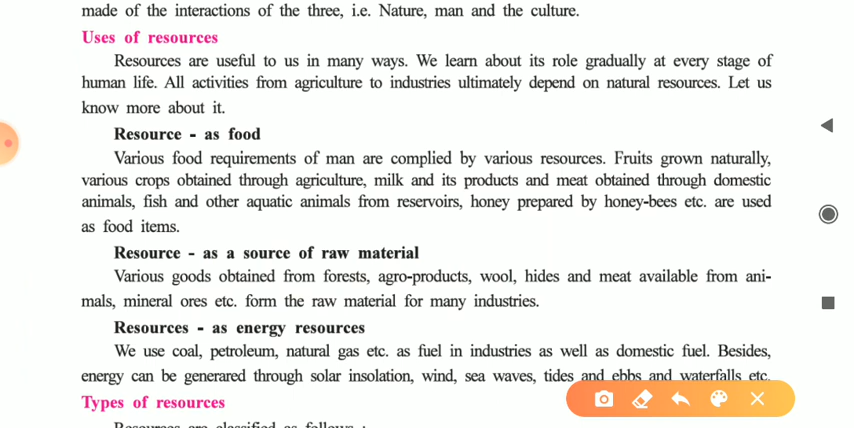 made of the interactions of the three, i.e. Nature, man and the culture.
Uses of resources
Resources are useful to us in many ways. We learn about its role gradually at every stage of
human life. All activities from agriculture to industries ultimately depend on natural resources. Let us
know more about it.
Resource - as food
Various food requirements of man are complied by various resources. Fruits grown naturally,
various crops obtained through agriculture, milk and its products and meat obtained through domestic
animals, fish and other aquatic animals from reservoirs, honey prepared by honey-bees etc. are used
as food items.
Resource - as a source of raw material
Various goods obtained from forests, agro-products, wool, hides and meat available from ani-
mals, mineral ores etc. form the raw material for many industries.
Resources - as energy resources
We use coal, petroleum, natural gas etc. as fuel in industries as well as domestic fuel. Besides,
energy can be generared through solar insolation, wind, sea waves, tides and ebbs and waterfalls etc.
Types of resources
Resources are classified as follows :